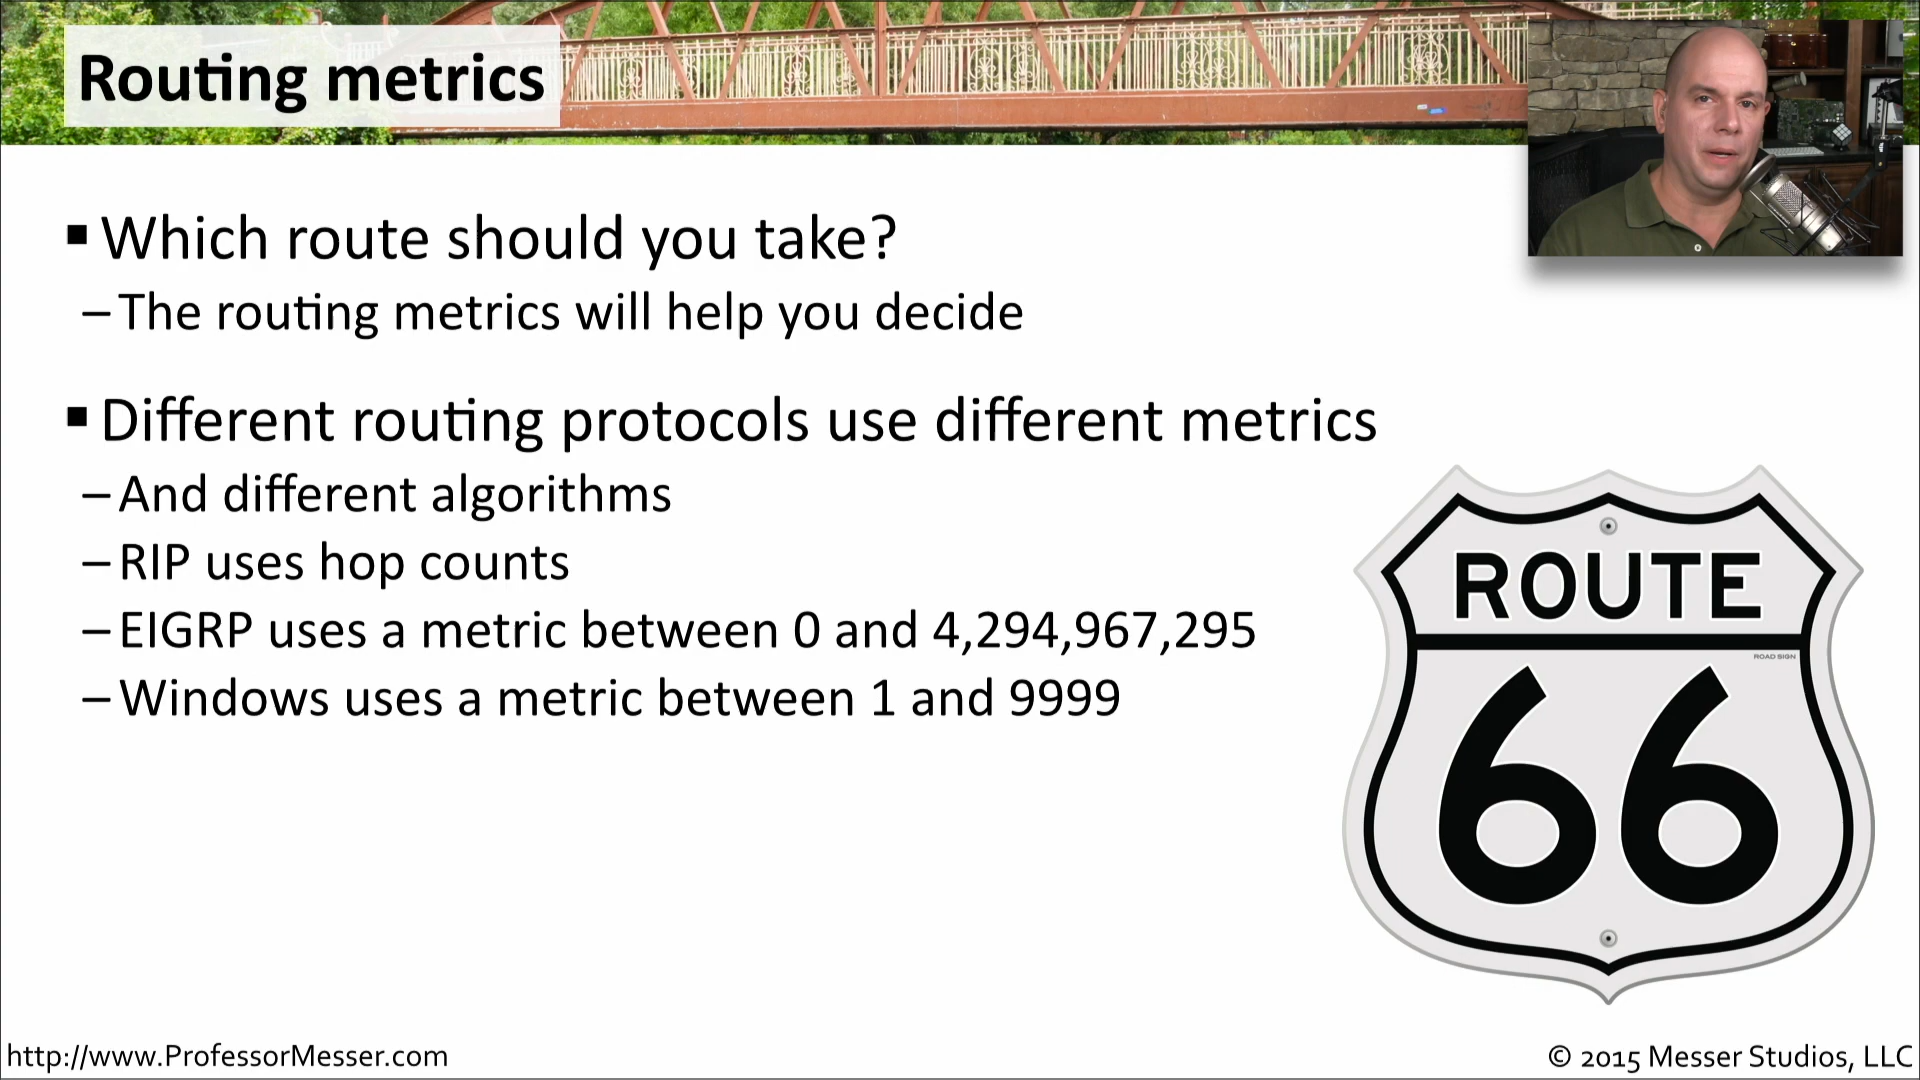 Routing metrics
▪ Which route should you take?
– The routing metrics will help you decide
▪ Different routing protocols use different metrics
– And different algorithms
– RIP uses hop counts
– EIGRP uses a metric between 0 and 4,294,967,295
– Windows uses a metric between 1 and 9999
ROUTE
ROAD SIGN
66
http://www.ProfessorMesser.com
© 2015 Messer Studios, LLC